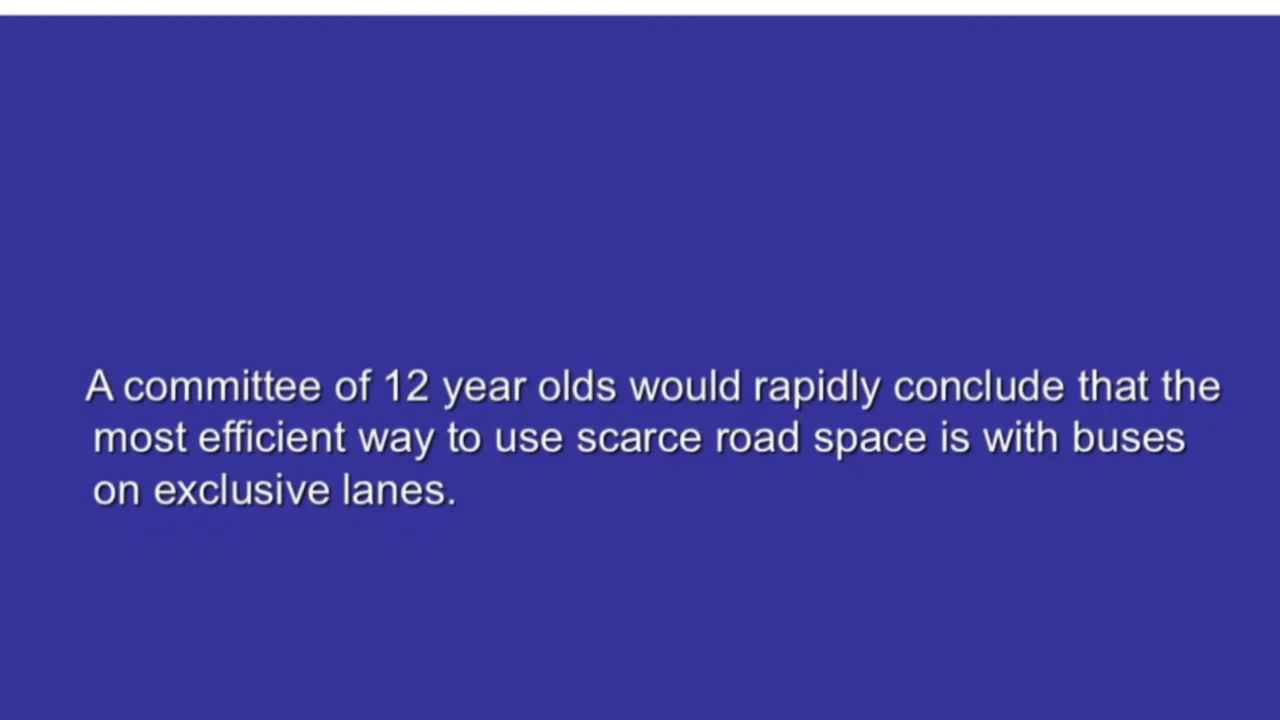 A committee of 12 year olds would rapidly conclude that the
most efficient way to use scarce road space is with buses
on exclusive lanes.